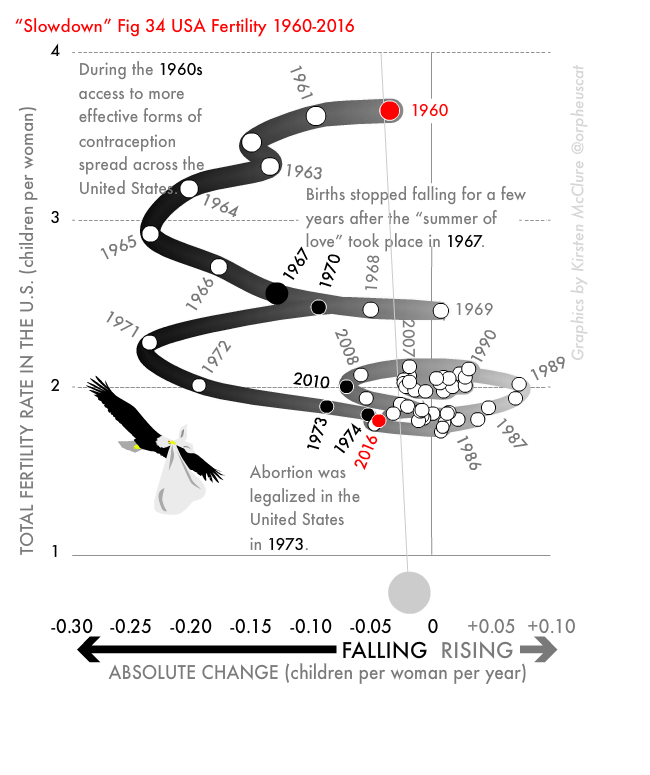 “Slowdown” Fig 34 USA Fertility 1960-2016
4
During the 1960s
access to more
effective forms of
contraception
spread across the
United States.
1961
1960
1963
1964
Births stopped falling for a few
years after the “summer of
love” took place in 1967.
3
1965
1966
1967
1970
1968
1969
1971
1972
2008
2007
1990
1989
2010
2
1973
1974
2016
1986
1987
Abortion was
legalized in the
United States
in 1973.
1
TOTAL FERTILITY RATE IN THE U.S. (children per woman)
Graphics by Kirsten McClure @orpheuscat
-0.30 -0.25 -0.20 -0.15 -0.10 -0.05 0 +0.05 +0.10
FALLING RISING
ABSOLUTE CHANGE (children per woman per year)